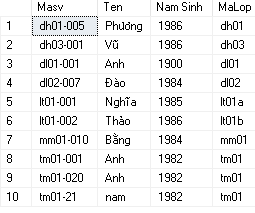 Masv Ten Nam Sinh MaLop
1 dh01-005 Phương 1986 dh01
2 dh03-001 Vũ 1986 dh03
3 dl01-001 Anh 1900 dl01
4 dl02-007 Đào 1984 dl02
5 lt01-001 Nghĩa 1985 lt01a
6 lt01-002 Thảo 1986 lt01b
7 mm01-010 Bằng 1984 mm01
8 tm01-001 Anh 1982 tm01
9 tm01-020 Anh 1982 tm01
10 tm01-21 nam 1982 tm01